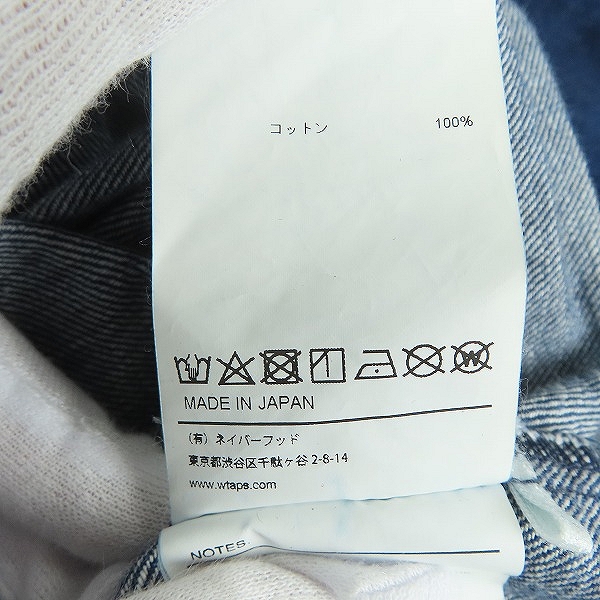 コットン 100%
W
MADE IN JAPAN
(有) ネイバーフッド
東京都渋谷区千駄ヶ谷 2-8-14
www.wtaps.com
NOTES